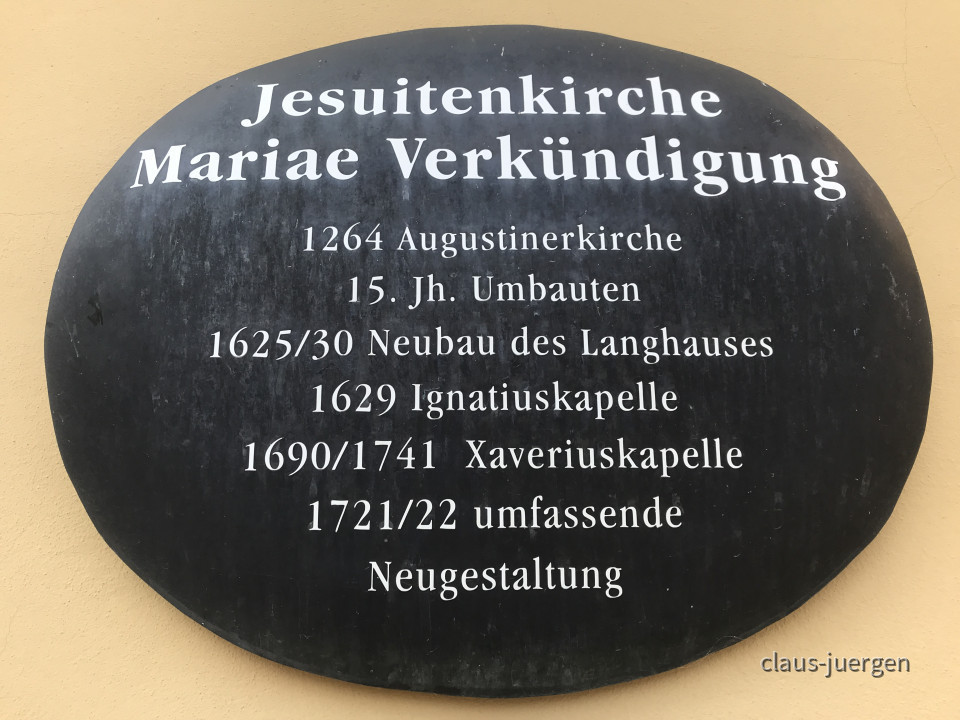 Jesuitenkirche
Mariae Verkündigung
1264 Augustinerkirche
15. Jh. Umbauten
1625/30 Neubau des Langhauses
1629 Ignatiuskapelle
1690/1741 Xaveriuskapelle
1721/22 umfassende
Neugestaltung
claus-juergen